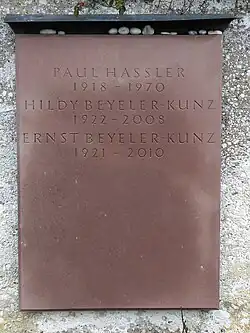 PAUL HASSLER
1918 – 1970
HILDY BEYELER-KUNZ
1922 – 2008
ERNST BEYELER-KUNZ
1921 – 2010